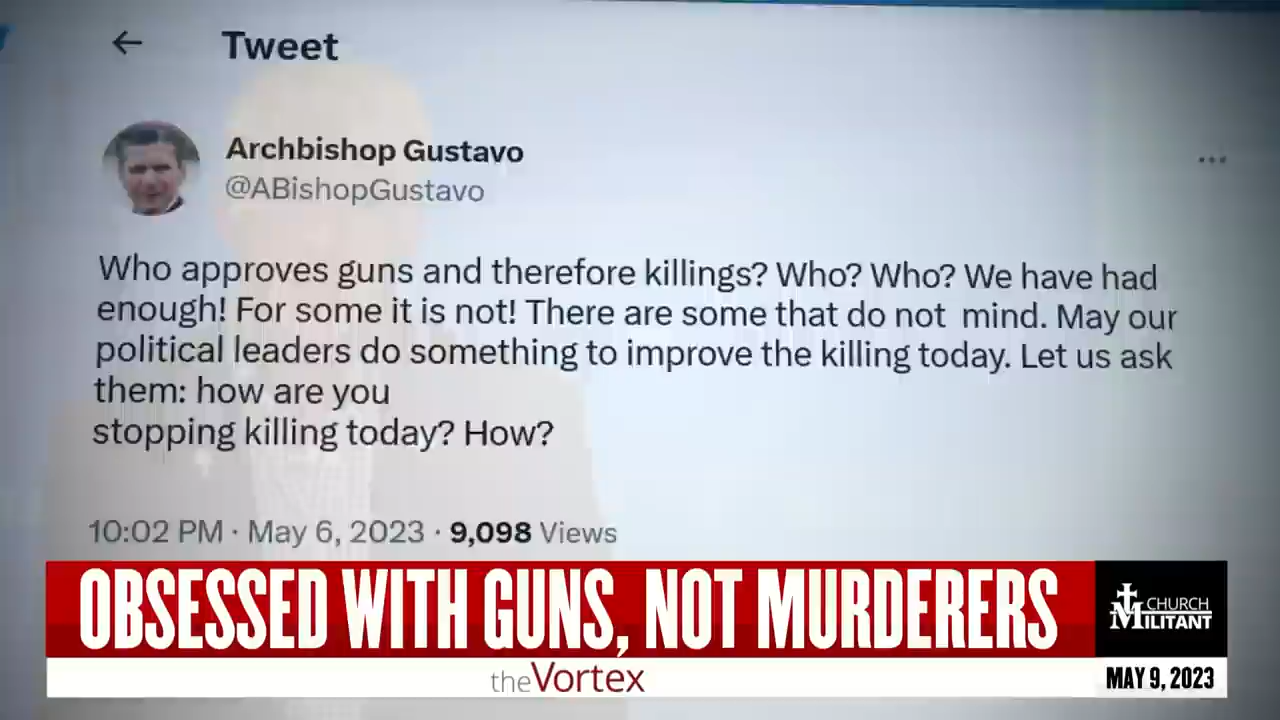 Tweet
Archbishop Gustavo
@ABishopGustavo
Who approves guns and therefore killings? Who? Who? We have had
enough! For some it is not! There are some that do not mind. May our
political leaders do something to improve the killing today. Let us ask
them: how are you
stopping killing today? How?
10:02 PM · May 6, 2023 · 9,098 Views
OBSESSED WITH GUNS, NOT MURDERERS
CHURCH
MILITANT
theVortex
MAY 9, 2023